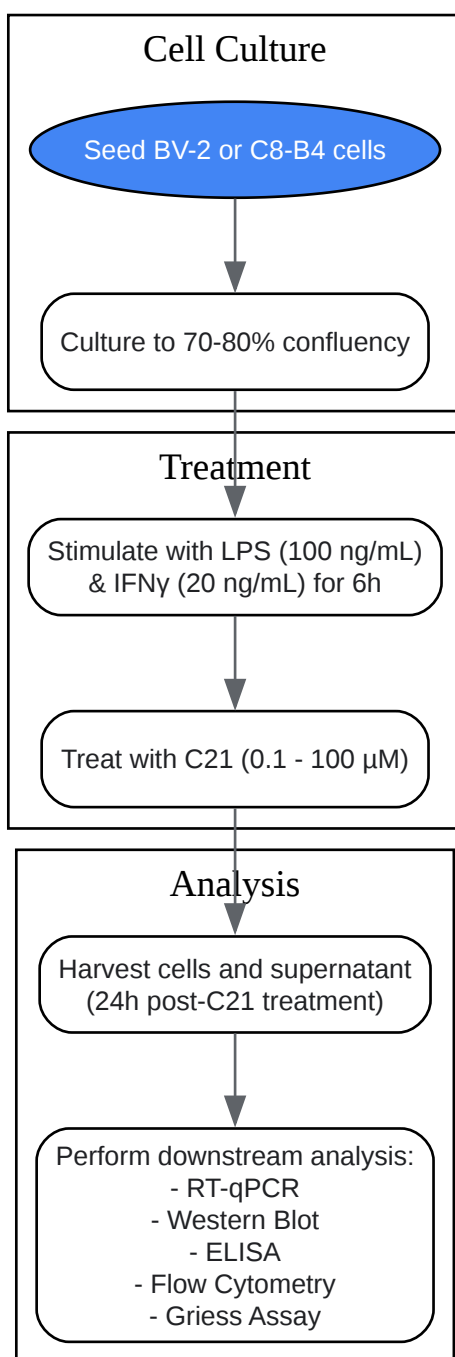 Cell Culture
Seed BV-2 or C8-B4 cells
Culture to 70-80% confluency
Treatment
Stimulate with LPS (100 ng/mL)
& IFNγ (20 ng/mL) for 6h
Treat with C21 (0.1 - 100 µM)
Analysis
Harvest cells and supernatant
(24h post-C21 treatment)
Perform downstream analysis:
- RT-qPCR
- Western Blot
- ELISA
- Flow Cytometry
- Griess Assay